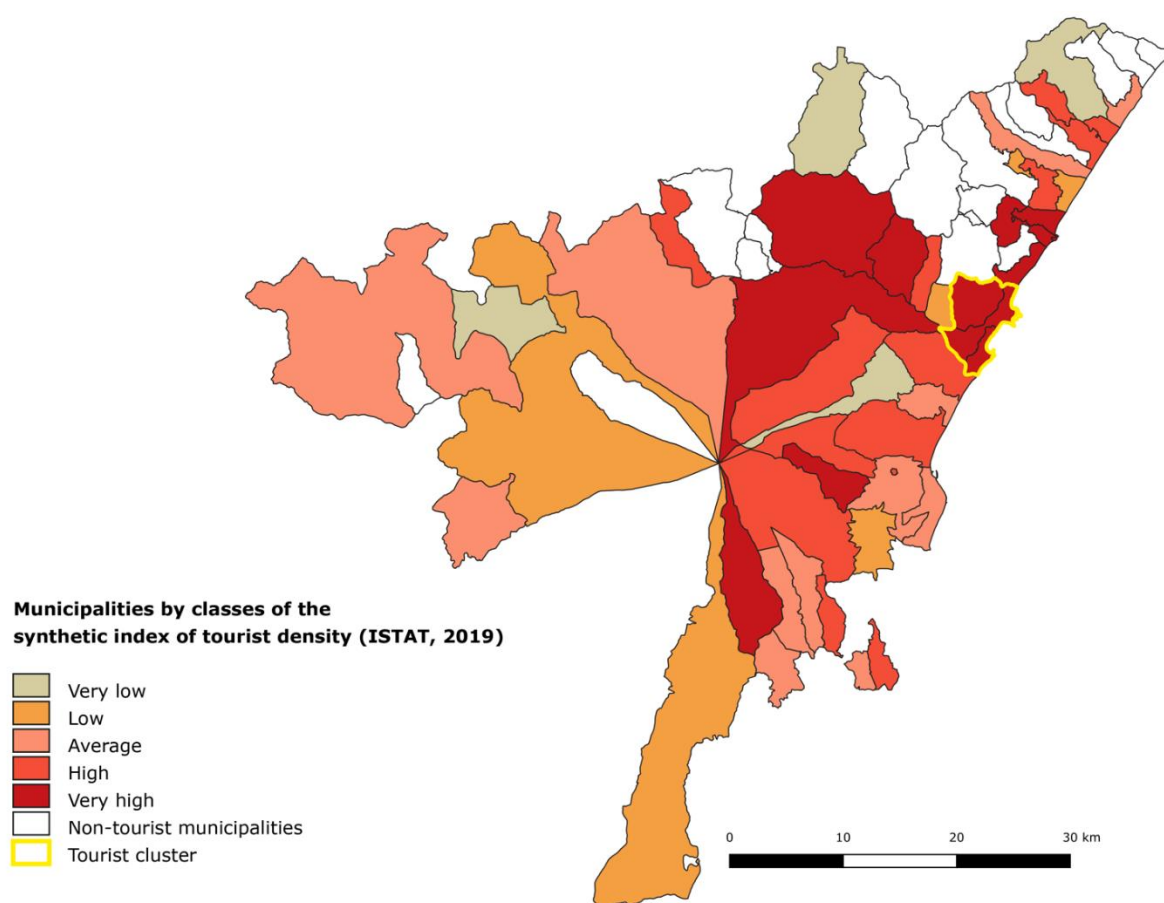 Municipalities by classes of the
synthetic index of tourist density (ISTAT, 2019)
Very low
Low
Average
High
Very high
Non-tourist municipalities
Tourist cluster
0 10 20 30 km